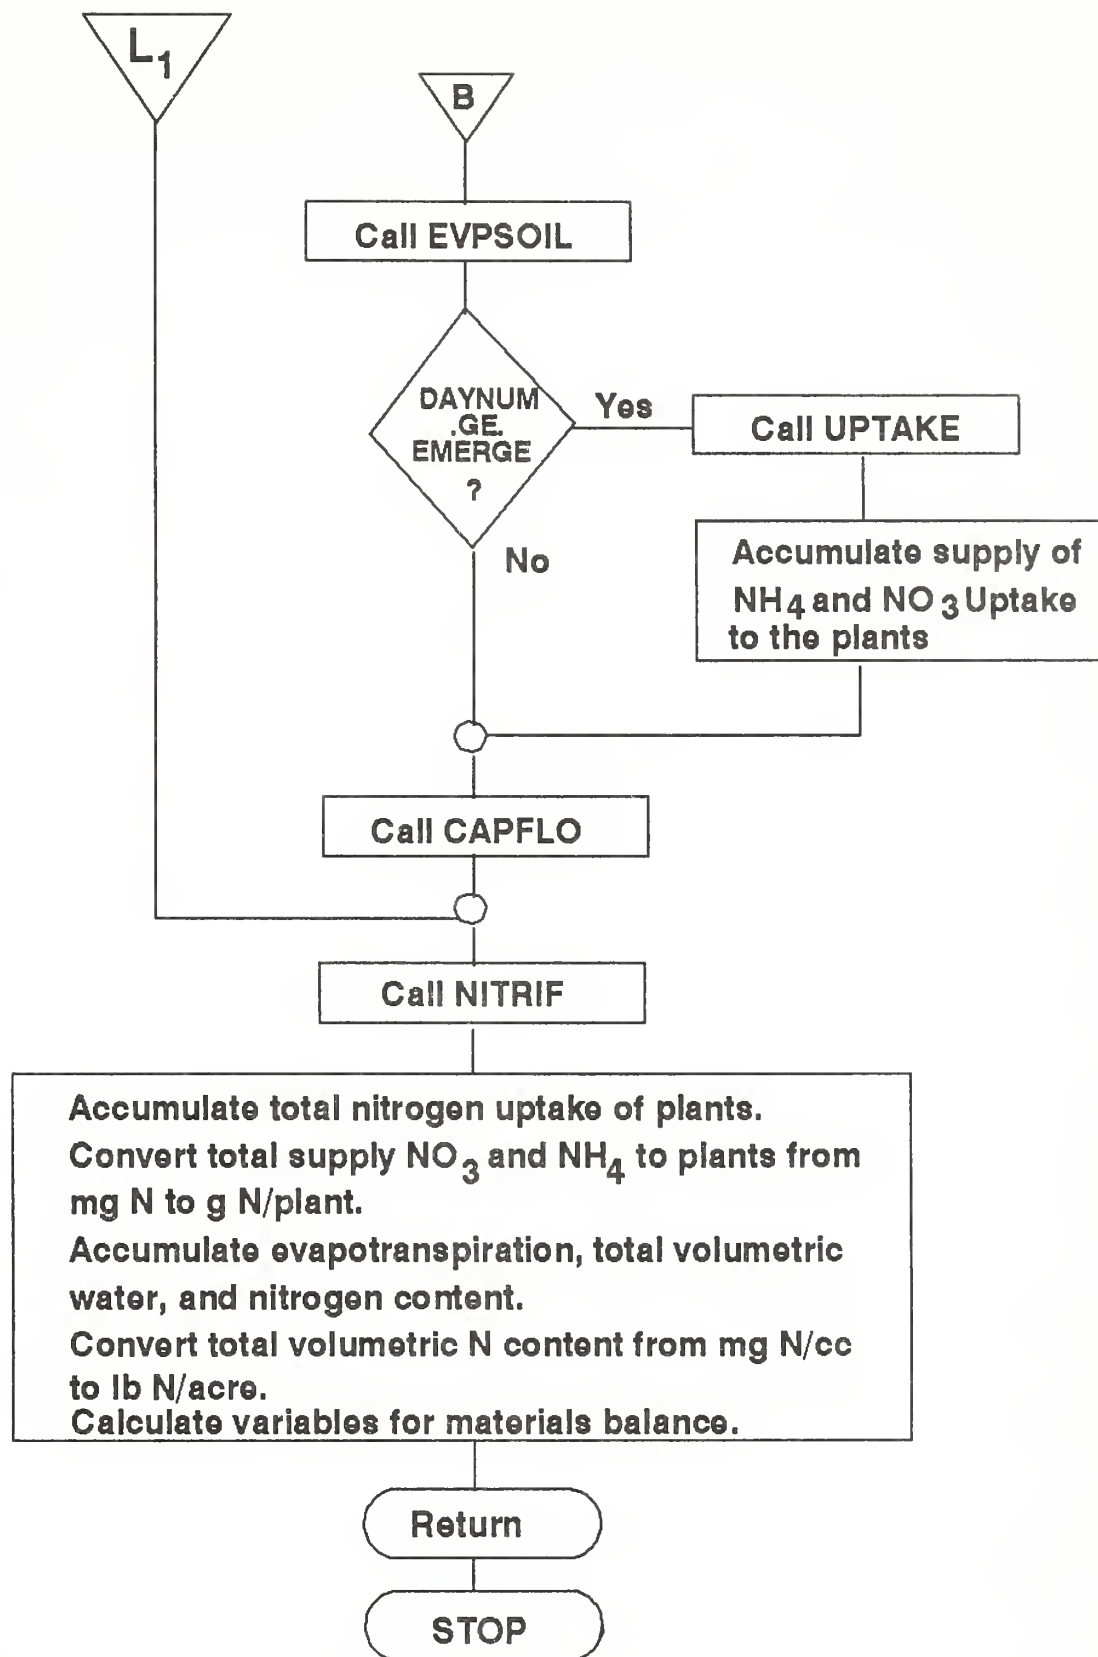 L1
B
Call EVPSOIL
DAYNUM
.GE.
EMERGE
?
Yes
Call UPTAKE
No
Accumulate supply of
NH4 and NO3 Uptake
to the plants
Call CAPFLO
Call NITRIF
Accumulate total nitrogen uptake of plants.
Convert total supply NO3 and NH4 to plants from
mg N to g N/plant.
Accumulate evapotranspiration, total volumetric
water, and nitrogen content.
Convert total volumetric N content from mg N/cc
to lb N/acre.
Calculate variables for materials balance.
Return
STOP